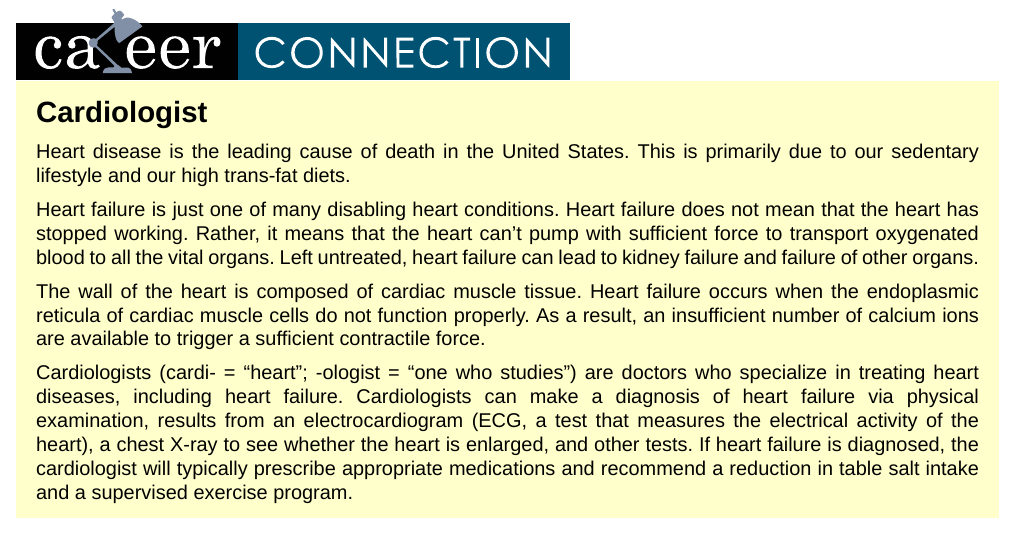 career CONNECTION
Cardiologist
Heart disease is the leading cause of death in the United States. This is primarily due to our sedentary
lifestyle and our high trans-fat diets.
Heart failure is just one of many disabling heart conditions. Heart failure does not mean that the heart has
stopped working. Rather, it means that the heart can’t pump with sufficient force to transport oxygenated
blood to all the vital organs. Left untreated, heart failure can lead to kidney failure and failure of other organs.
The wall of the heart is composed of cardiac muscle tissue. Heart failure occurs when the endoplasmic
reticula of cardiac muscle cells do not function properly. As a result, an insufficient number of calcium ions
are available to trigger a sufficient contractile force.
Cardiologists (cardi- = “heart”; -ologist = “one who studies”) are doctors who specialize in treating heart
diseases, including heart failure. Cardiologists can make a diagnosis of heart failure via physical
examination, results from an electrocardiogram (ECG, a test that measures the electrical activity of the
heart), a chest X-ray to see whether the heart is enlarged, and other tests. If heart failure is diagnosed, the
cardiologist will typically prescribe appropriate medications and recommend a reduction in table salt intake
and a supervised exercise program.